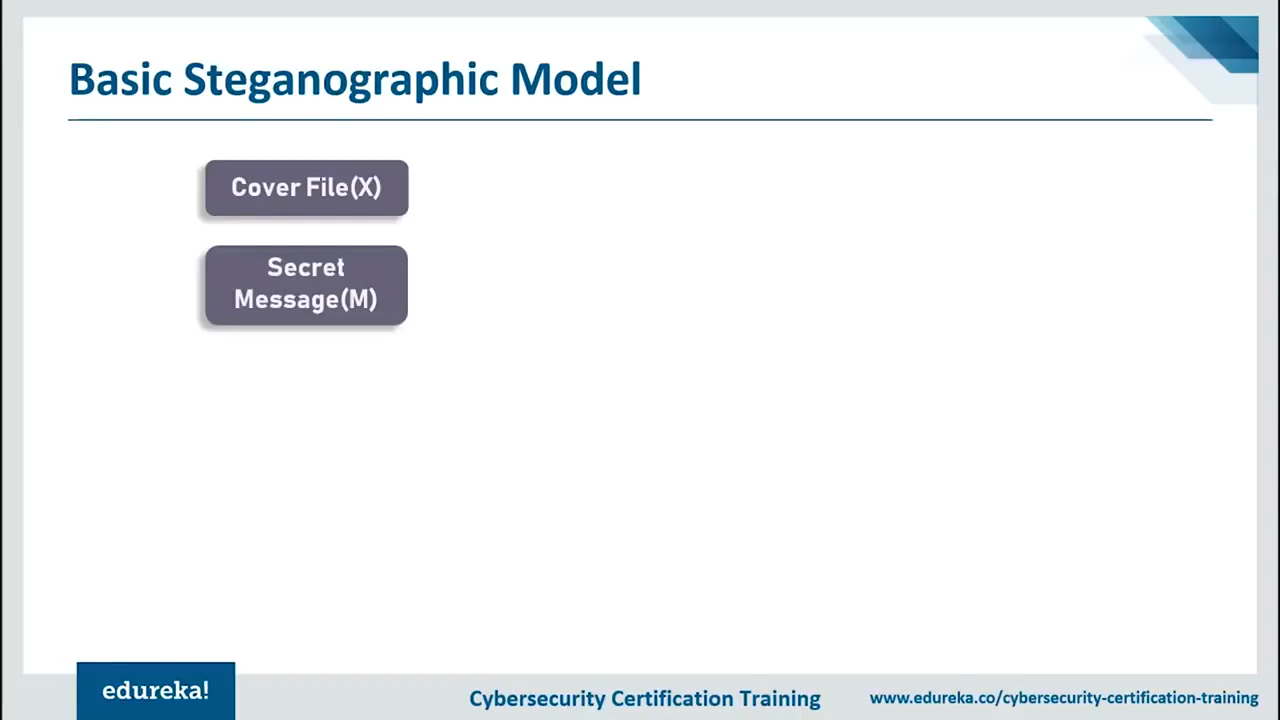 Basic Steganographic Model
Cover File(X)
Secret
Message(M)
edureka!
Cybersecurity Certification Training
www.edureka.co/cybersecurity-certification-training